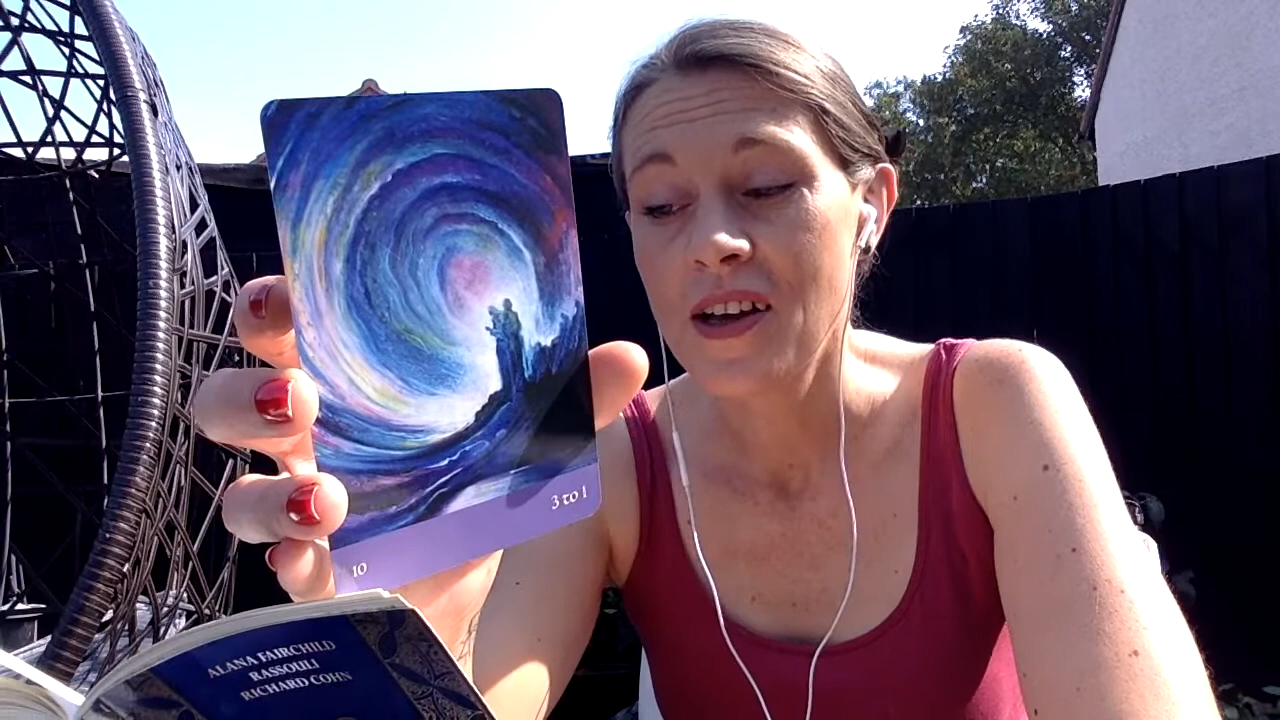 3 to 1
10
ALANA FAIRCHILD
RASSOULI
RICHARD COHN